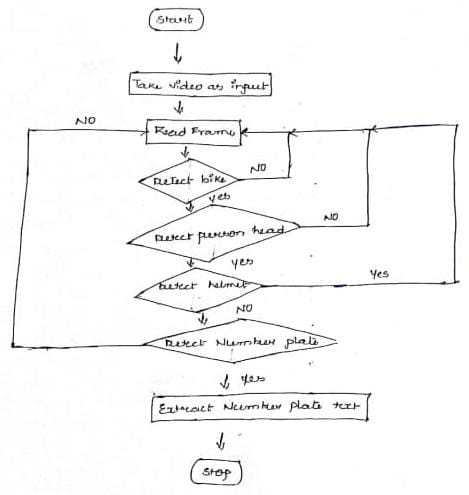 Start
Take video as input
NO
Read Frame
Detect bike
NO
yes
Detect person head
NO
yes
Detect helmet
Yes
NO
Detect Number plate
yes
Extract Number plate text
Stop